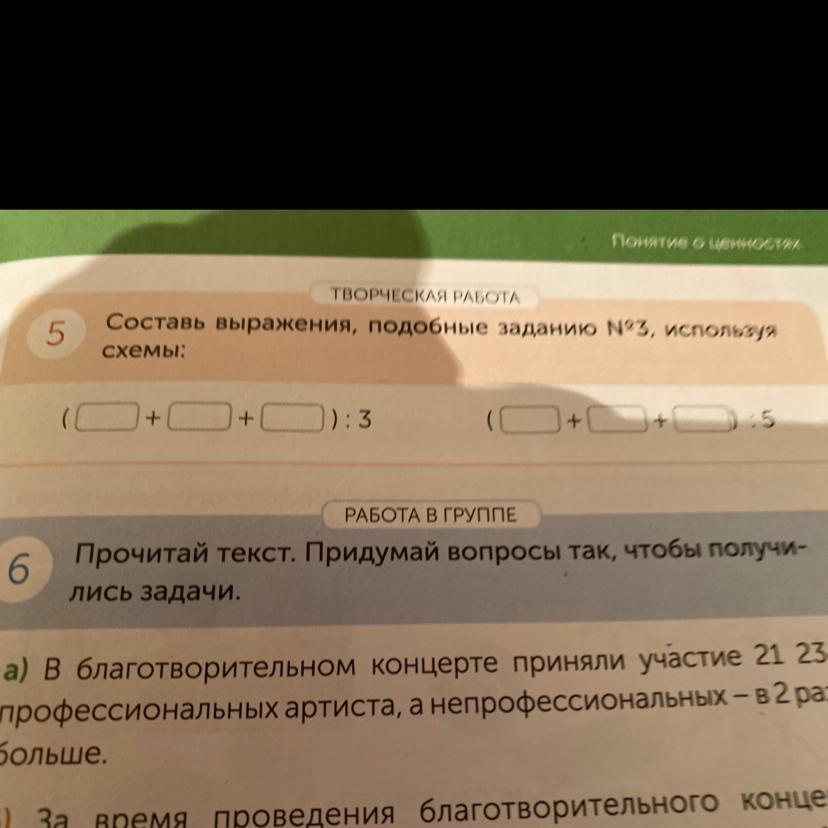 Понятие о ценностях
ТВОРЧЕСКАЯ РАБОТА
5 Составь выражения, подобные заданию №3, используя
схемы:
( + + ) : 3 ( + + ) : 5
РАБОТА В ГРУППЕ
6 Прочитай текст. Придумай вопросы так, чтобы получи-
лись задачи.
а) В благотворительном концерте приняли участие 21 23
профессиональных артиста, а непрофессиональных – в 2 раз
больше.
За время проведения благотворительного конце